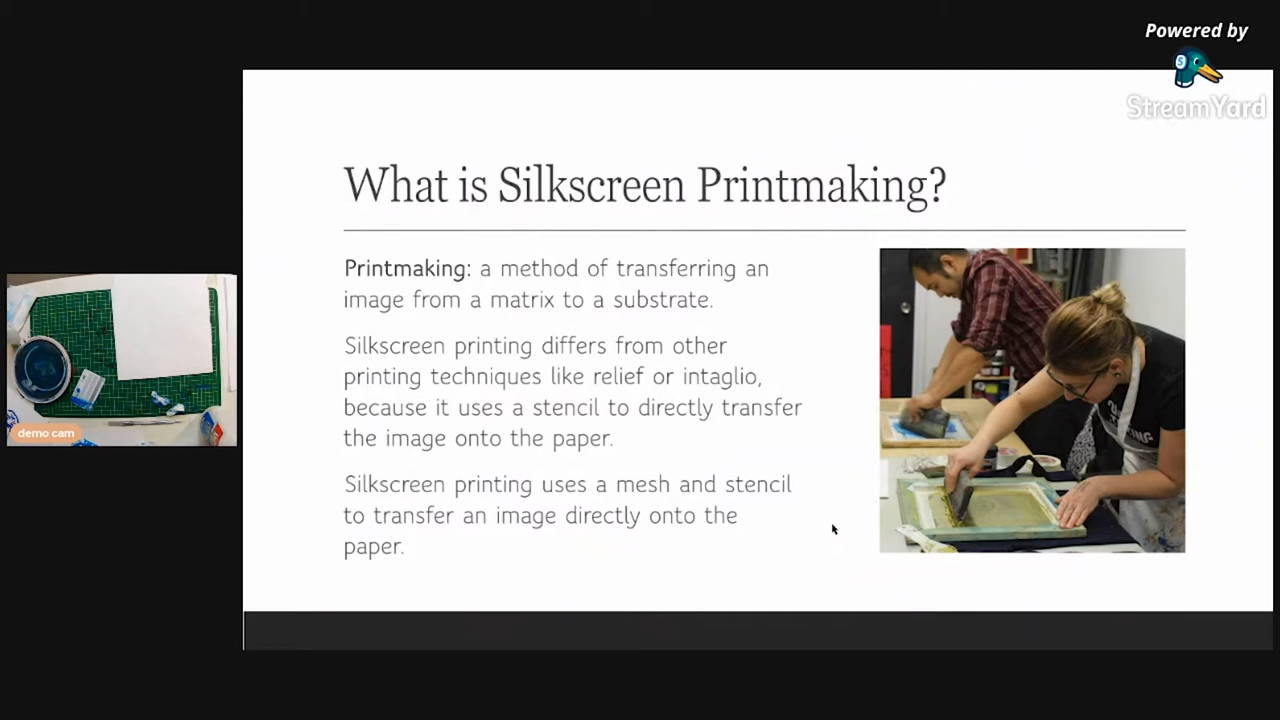 Powered by
StreamYard
What is Silkscreen Printmaking?
Printmaking: a method of transferring an
image from a matrix to a substrate.
Silkscreen printing differs from other
printing techniques like relief or intaglio,
because it uses a stencil to directly transfer
the image onto the paper.
Silkscreen printing uses a mesh and stencil
to transfer an image directly onto the
paper.
demo cam